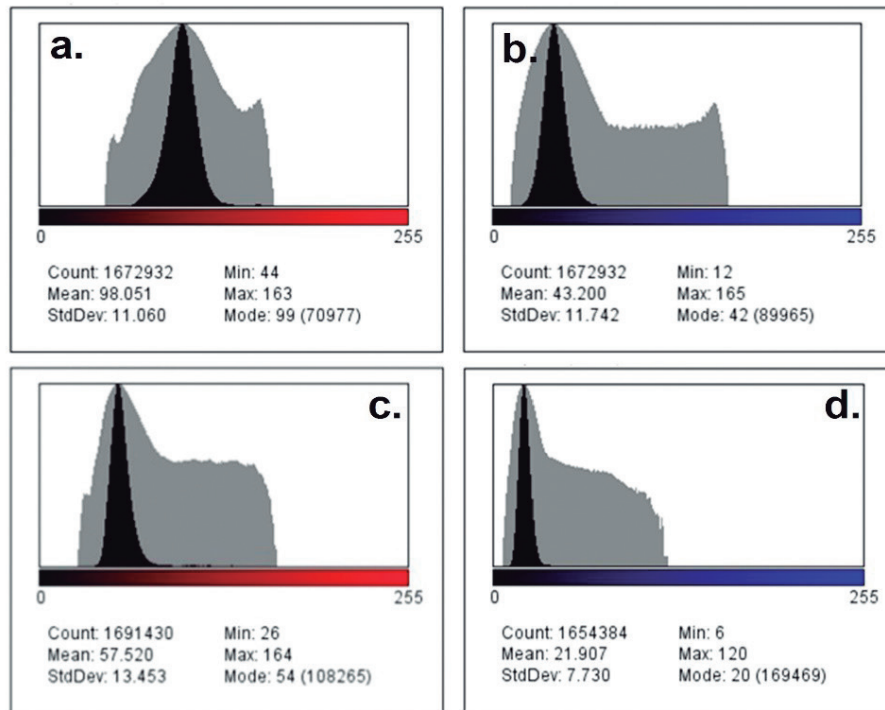 a.
0 255
Count: 1672932 Min: 44
Mean: 98.051 Max: 163
StdDev: 11.060 Mode: 99 (70977)
b.
0 255
Count: 1672932 Min: 12
Mean: 43.200 Max: 165
StdDev: 11.742 Mode: 42 (89965)
c.
0 255
Count: 1691430 Min: 26
Mean: 57.520 Max: 164
StdDev: 13.453 Mode: 54 (108265)
d.
0 255
Count: 1654384 Min: 6
Mean: 21.907 Max: 120
StdDev: 7.730 Mode: 20 (169469)